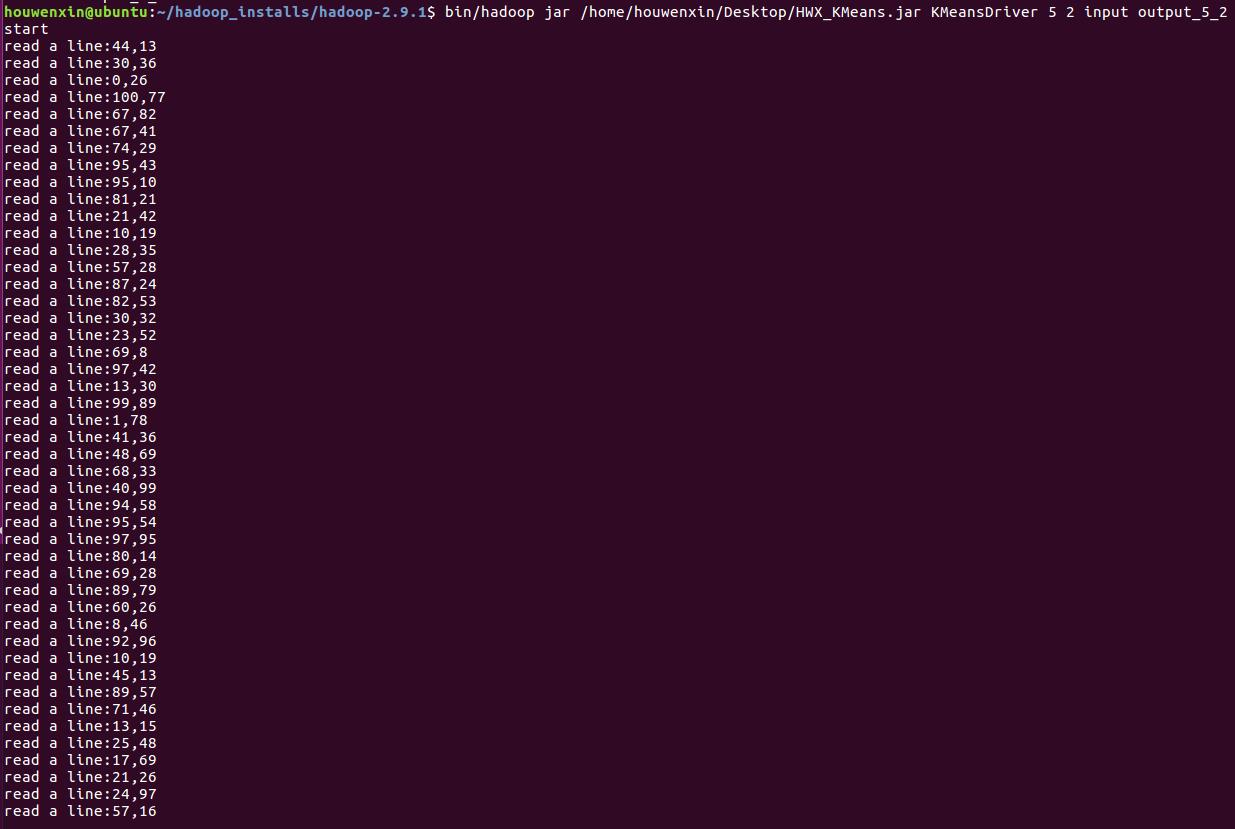 houwenxin@ubuntu:~/hadoop_installs/hadoop-2.9.1$ bin/hadoop jar /home/houwenxin/Desktop/HWX_KMeans.jar KMeansDriver 5 2 input output_5_2
start
read a line:44,13
read a line:30,36
read a line:0,26
read a line:100,77
read a line:67,82
read a line:67,41
read a line:74,29
read a line:95,43
read a line:95,10
read a line:81,21
read a line:21,42
read a line:10,19
read a line:28,35
read a line:57,28
read a line:87,24
read a line:82,53
read a line:30,32
read a line:23,52
read a line:69,8
read a line:97,42
read a line:13,30
read a line:99,89
read a line:1,78
read a line:41,36
read a line:48,69
read a line:68,33
read a line:40,99
read a line:94,58
read a line:95,54
read a line:97,95
read a line:80,14
read a line:69,28
read a line:89,79
read a line:60,26
read a line:8,46
read a line:92,96
read a line:10,19
read a line:45,13
read a line:89,57
read a line:71,46
read a line:13,15
read a line:25,48
read a line:17,69
read a line:21,26
read a line:24,97
read a line:57,16